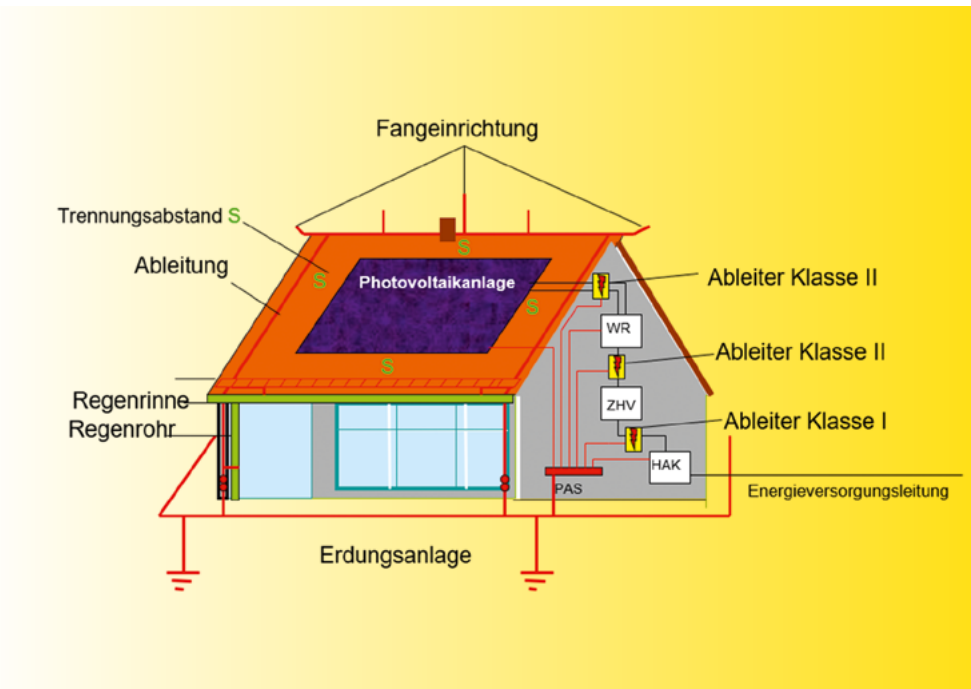 Fangeinrichtung
Trennungsabstand S
Ableitung
S
S
Photovoltaikanlage
S
S
Ableiter Klasse II
WR
Ableiter Klasse II
ZHV
Ableiter Klasse I
HAK
Regenrinne
Regenrohr
PAS
Energieversorgungsleitung
Erdungsanlage